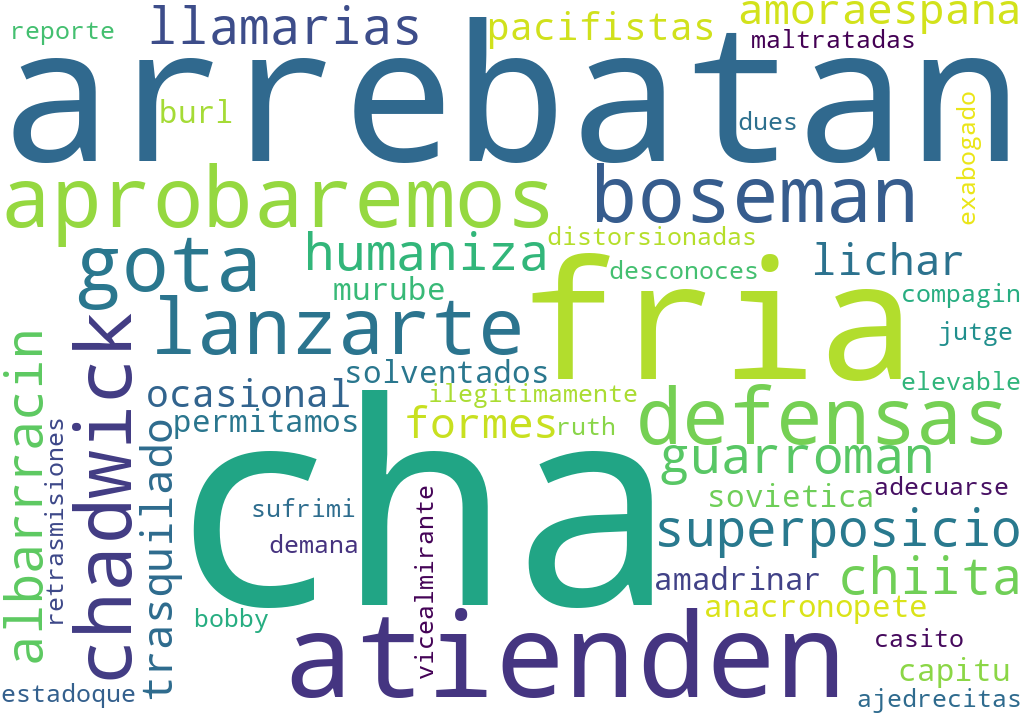 reporte
llamarias
pacifistas
amoraespaña
maltratadas
arrebatan
burl
dues
exabogado
aprobaremos
boseman
gota
humaniza
distorsionadas
lichar
desconoces
murube
fria
compagin
lanzarte
jutge
chadwick
albarrracin
solventados
elevable
ocasional
ilegitimamente
defensas
permitamos
formes
ruth
retrasmisiones
trasquilado
cha
guarroman
adecuarse
sovietica
sufrimi
superposicio
demana
vicealmirante
amadrinar
chiita
bobby
anacronopete
atienden
casito
capitu
estadoque
ajedrecitas